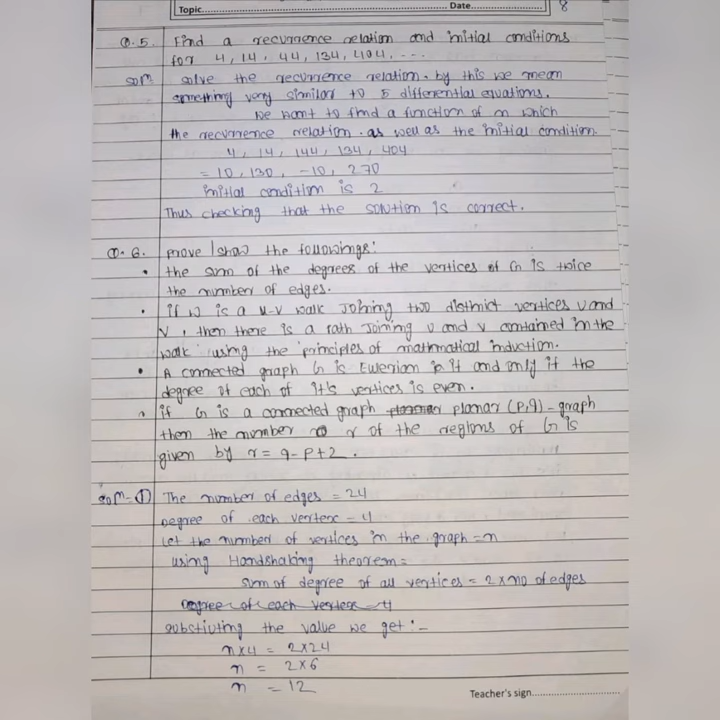 Topic Date 8
Q.5. Find a recurrence relation and initial conditions
for 4, 14, 44, 134, 404, ...
solⁿ solve the recurrence relation. by this we mean
something very similar to differential equations.
we want to find a function of n which
the recurrence relation. as well as the initial condition.
4, 14, 144, 134, 404
= 10, 130, -10, 270
initial condition is 2
Thus checking that the solution is correct.
Q. 6. prove / show the followings:
• the sum of the degrees of the vertices of G is twice
the number of edges.
• if w is a u-v walk joining two distinct vertices u and
v, then there is a path joining u and v contained in the
walk using the principles of mathmatical induction.
• A connected graph G is Eulerian if and only if the
degree of each of it's vertices is even.
• if G is a connected graph planar (p,q) - graph
then the number r of the regions of G is
given by r = q-p+2.
solⁿ-① The number of edges = 24
Degree of each vertex = 4
Let the number of vertices in the graph = n
using Handshaking theorem =
sum of degree of all vertices = 2 x no of edges
Degree of each vertex = 4
substiuting the value we get :-
n x 4 = 2 x 24
n = 2 x 6
n = 12
Teacher's sign